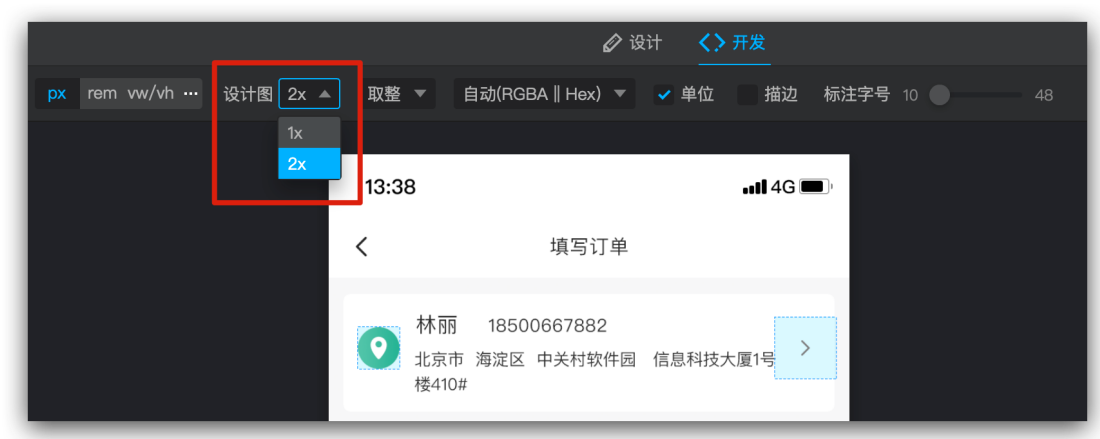 设计 开发
px rem vw/vh ··· 设计图 2x 取整 自动(RGBA || Hex) 单位 描边 标注字号 10 48
1x
2x
13:38 4G
填写订单
林丽 18500667882
北京市 海淀区 中关村软件园 信息科技大厦1号
楼410#